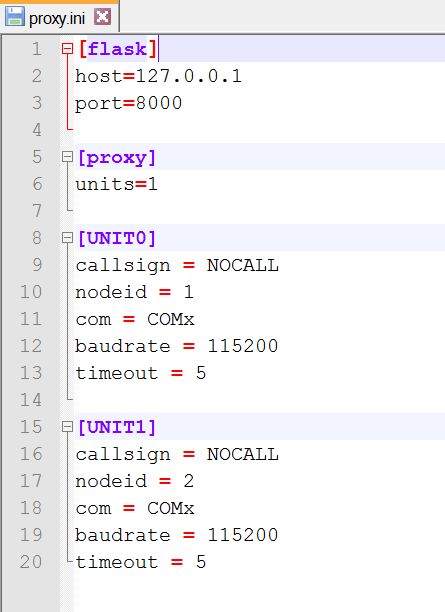 proxy.ini
1 [flask]
2 host=127.0.0.1
3 port=8000
4
5 [proxy]
6 units=1
7
8 [UNIT0]
9 callsign = NOCALL
10 nodeid = 1
11 com = COMx
12 baudrate = 115200
13 timeout = 5
14
15 [UNIT1]
16 callsign = NOCALL
17 nodeid = 2
18 com = COMx
19 baudrate = 115200
20 timeout = 5